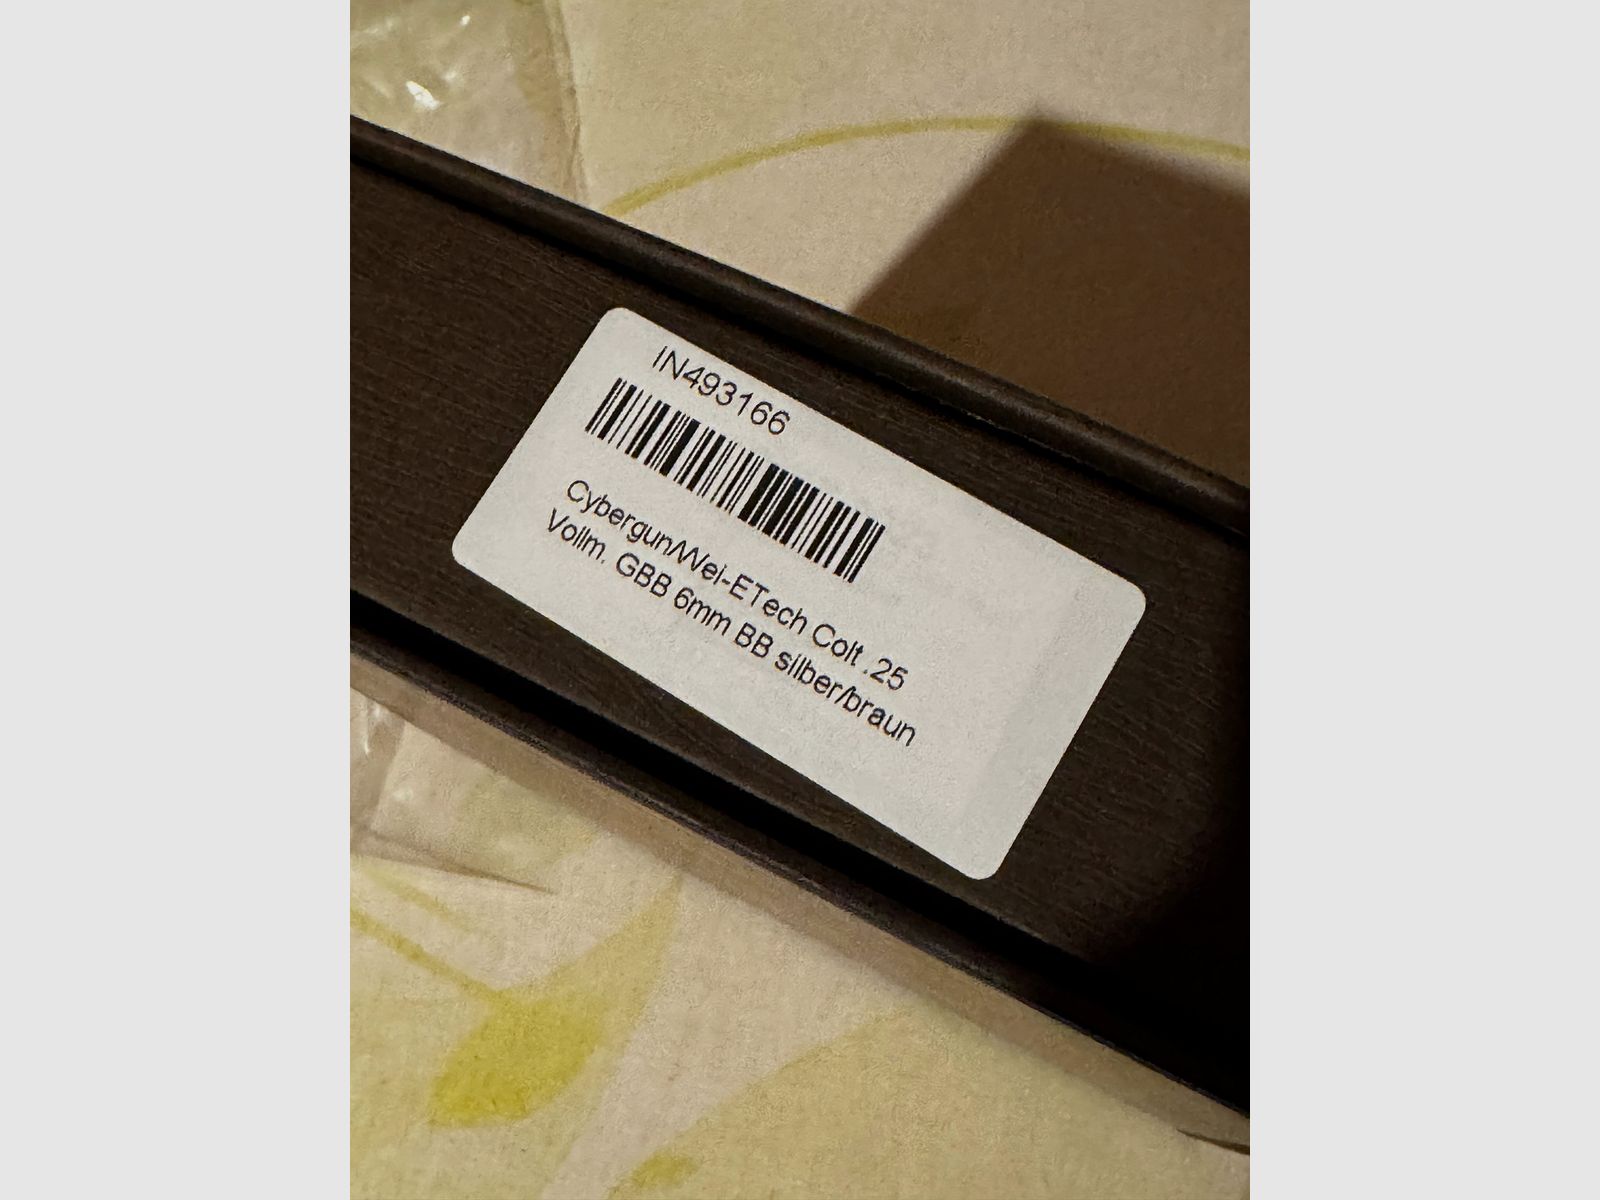 IN493166
Cybergun/Wei-ETech Colt .25
Vollm. GBB 6mm BB silber/braun